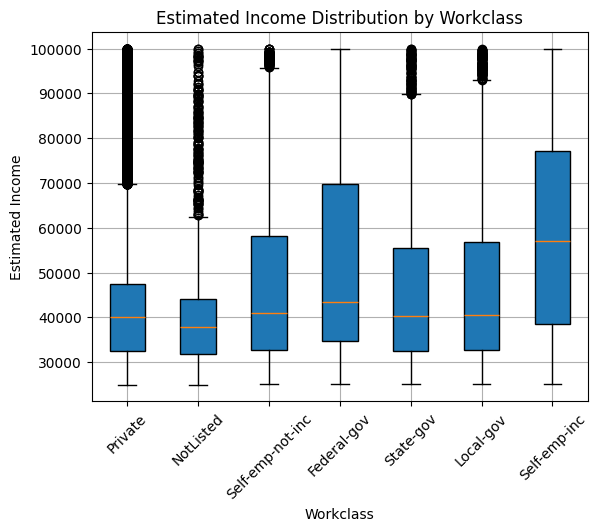 Estimated Income Distribution by Workclass
100000
90000
80000
70000
60000
50000
40000
30000
Estimated Income
Private
NotListed
Self-emp-not-inc
Federal-gov
State-gov
Local-gov
Self-emp-inc
Workclass